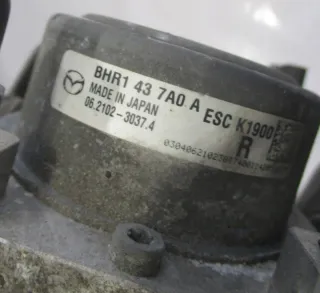 BHR1 43 7A0 A ESC K1900
MADE IN JAPAN
06.2102-3037.4
R